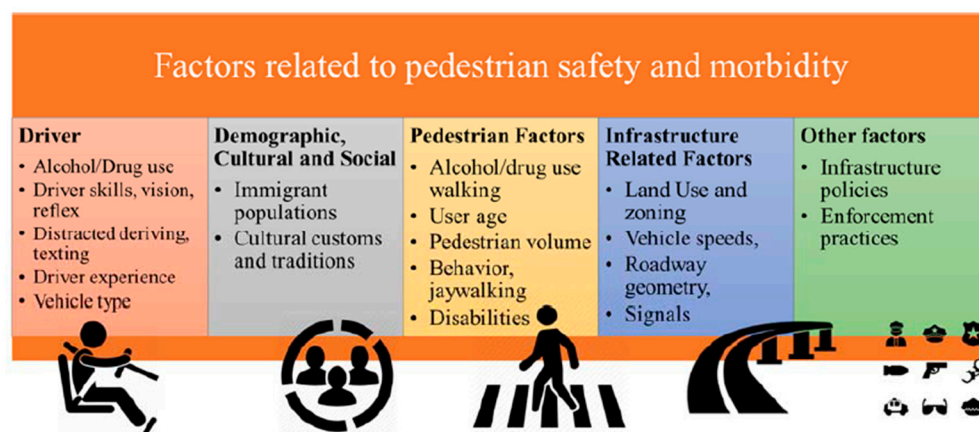 Factors related to pedestrian safety and morbidity
Driver
• Alcohol/Drug use
• Driver skills, vision,
reflex
• Distracted deriving,
texting
• Driver experience
• Vehicle type
Demographic,
Cultural and Social
• Immigrant
populations
• Cultural customs
and traditions
Pedestrian Factors
• Alcohol/drug use
walking
• User age
• Pedestrian volume
• Behavior,
jaywalking
• Disabilities
Infrastructure
Related Factors
• Land Use and
zoning
• Vehicle speeds,
• Roadway
geometry,
• Signals
Other factors
• Infrastructure
policies
• Enforcement
practices